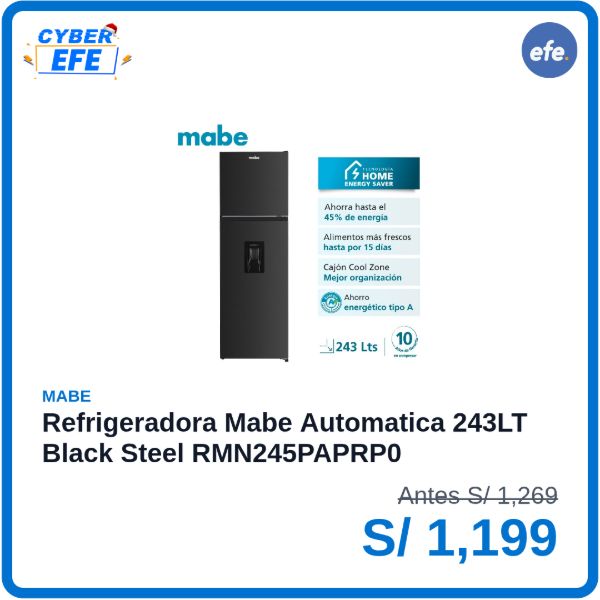 CYBER
EFE
efe.
mabe
mabe
TECNOLOGÍA
HOME
ENERGY SAVER
Ahorra hasta el
45% de energía
Alimentos más frescos
hasta por 15 días
Cajón Cool Zone
Mejor organización
Ahorro
energético tipo A
243 Lts
10
MABE
Refrigeradora Mabe Automatica 243LT
Black Steel RMN245PAPRP0
Antes S/ 1,269
S/ 1,199